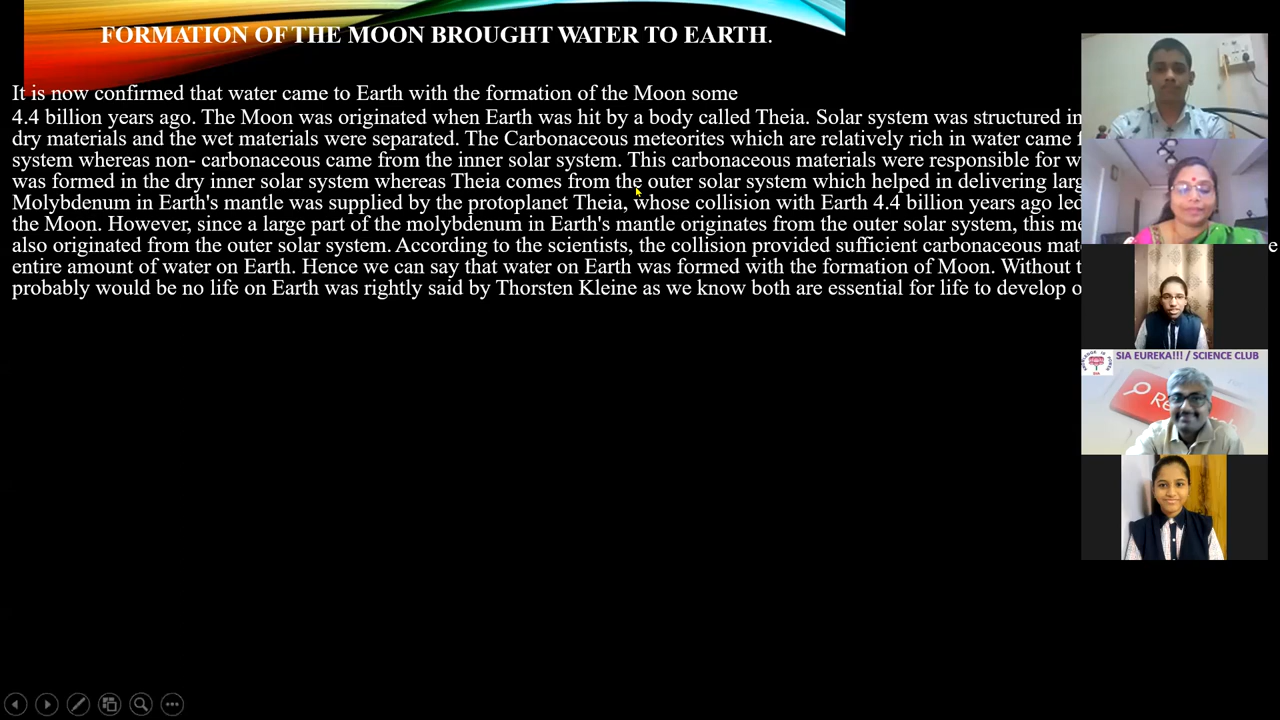 FORMATION OF THE MOON BROUGHT WATER TO EARTH.
It is now confirmed that water came to Earth with the formation of the Moon some
4.4 billion years ago. The Moon was originated when Earth was hit by a body called Theia. Solar system was structured in
dry materials and the wet materials were separated. The Carbonaceous meteorites which are relatively rich in water came
system whereas non- carbonaceous came from the inner solar system. This carbonaceous materials were responsible for
was formed in the dry inner solar system whereas Theia comes from the outer solar system which helped in delivering
Molybdenum in Earth's mantle was supplied by the protoplanet Theia, whose collision with Earth 4.4 billion years ago
the Moon. However, since a large part of the molybdenum in Earth's mantle originates from the outer solar system, this
also originated from the outer solar system. According to the scientists, the collision provided sufficient carbonaceous
entire amount of water on Earth. Hence we can say that water on Earth was formed with the formation of Moon. Without
probably would be no life on Earth was rightly said by Thorsten Kleine as we know both are essential for life to develop
SIA EUREKA!!! / SCIENCE CLUB